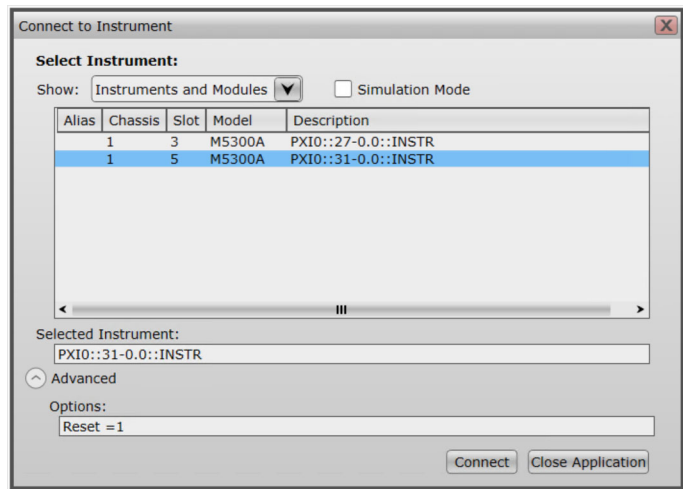 Connect to Instrument
Select Instrument:
Show: Instruments and Modules Simulation Mode
Alias Chassis Slot Model Description
1 3 M5300A PXI0::27-0.0::INSTR
1 5 M5300A PXI0::31-0.0::INSTR
Selected Instrument:
PXI0::31-0.0::INSTR
Advanced
Options:
Reset =1
Connect Close Application